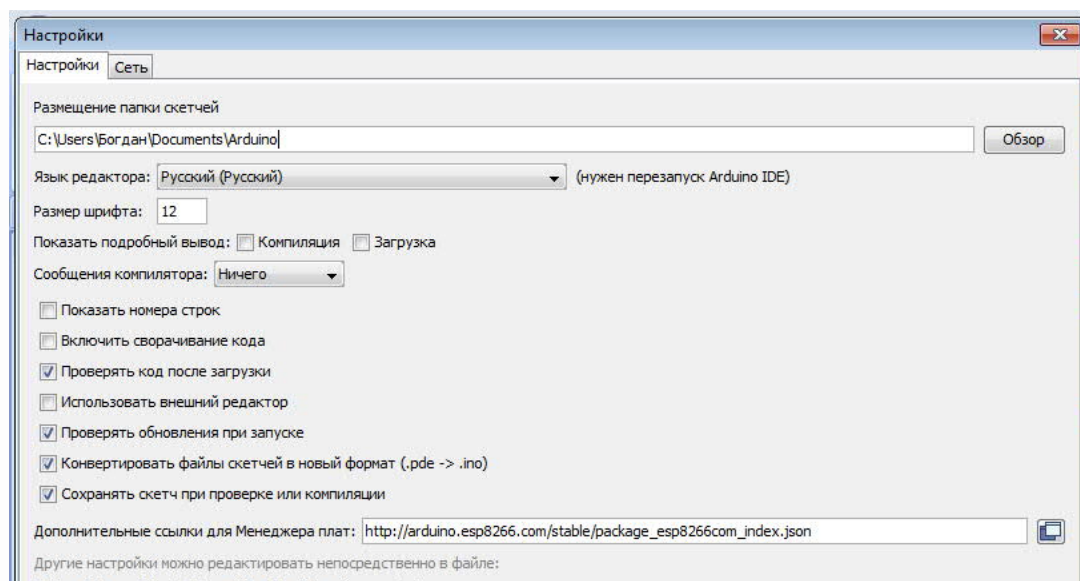 Настройки
Настройки Сеть
Размещение папки скетчей
C:\Users\Богдан\Documents\Arduino Обзор
Язык редактора: Русский (Русский) (нужен перезапуск Arduino IDE)
Размер шрифта: 12
Показать подробный вывод: Компиляция Загрузка
Сообщения компилятора: Ничего
Показать номера строк
Включить сворачивание кода
Проверять код после загрузки
Использовать внешний редактор
Проверять обновления при запуске
Конвертировать файлы скетчей в новый формат (.pde -> .ino)
Сохранять скетч при проверке или компиляции
Дополнительные ссылки для Менеджера плат: http://arduino.esp8266.com/stable/package_esp8266com_index.json
Другие настройки можно редактировать непосредственно в файле: